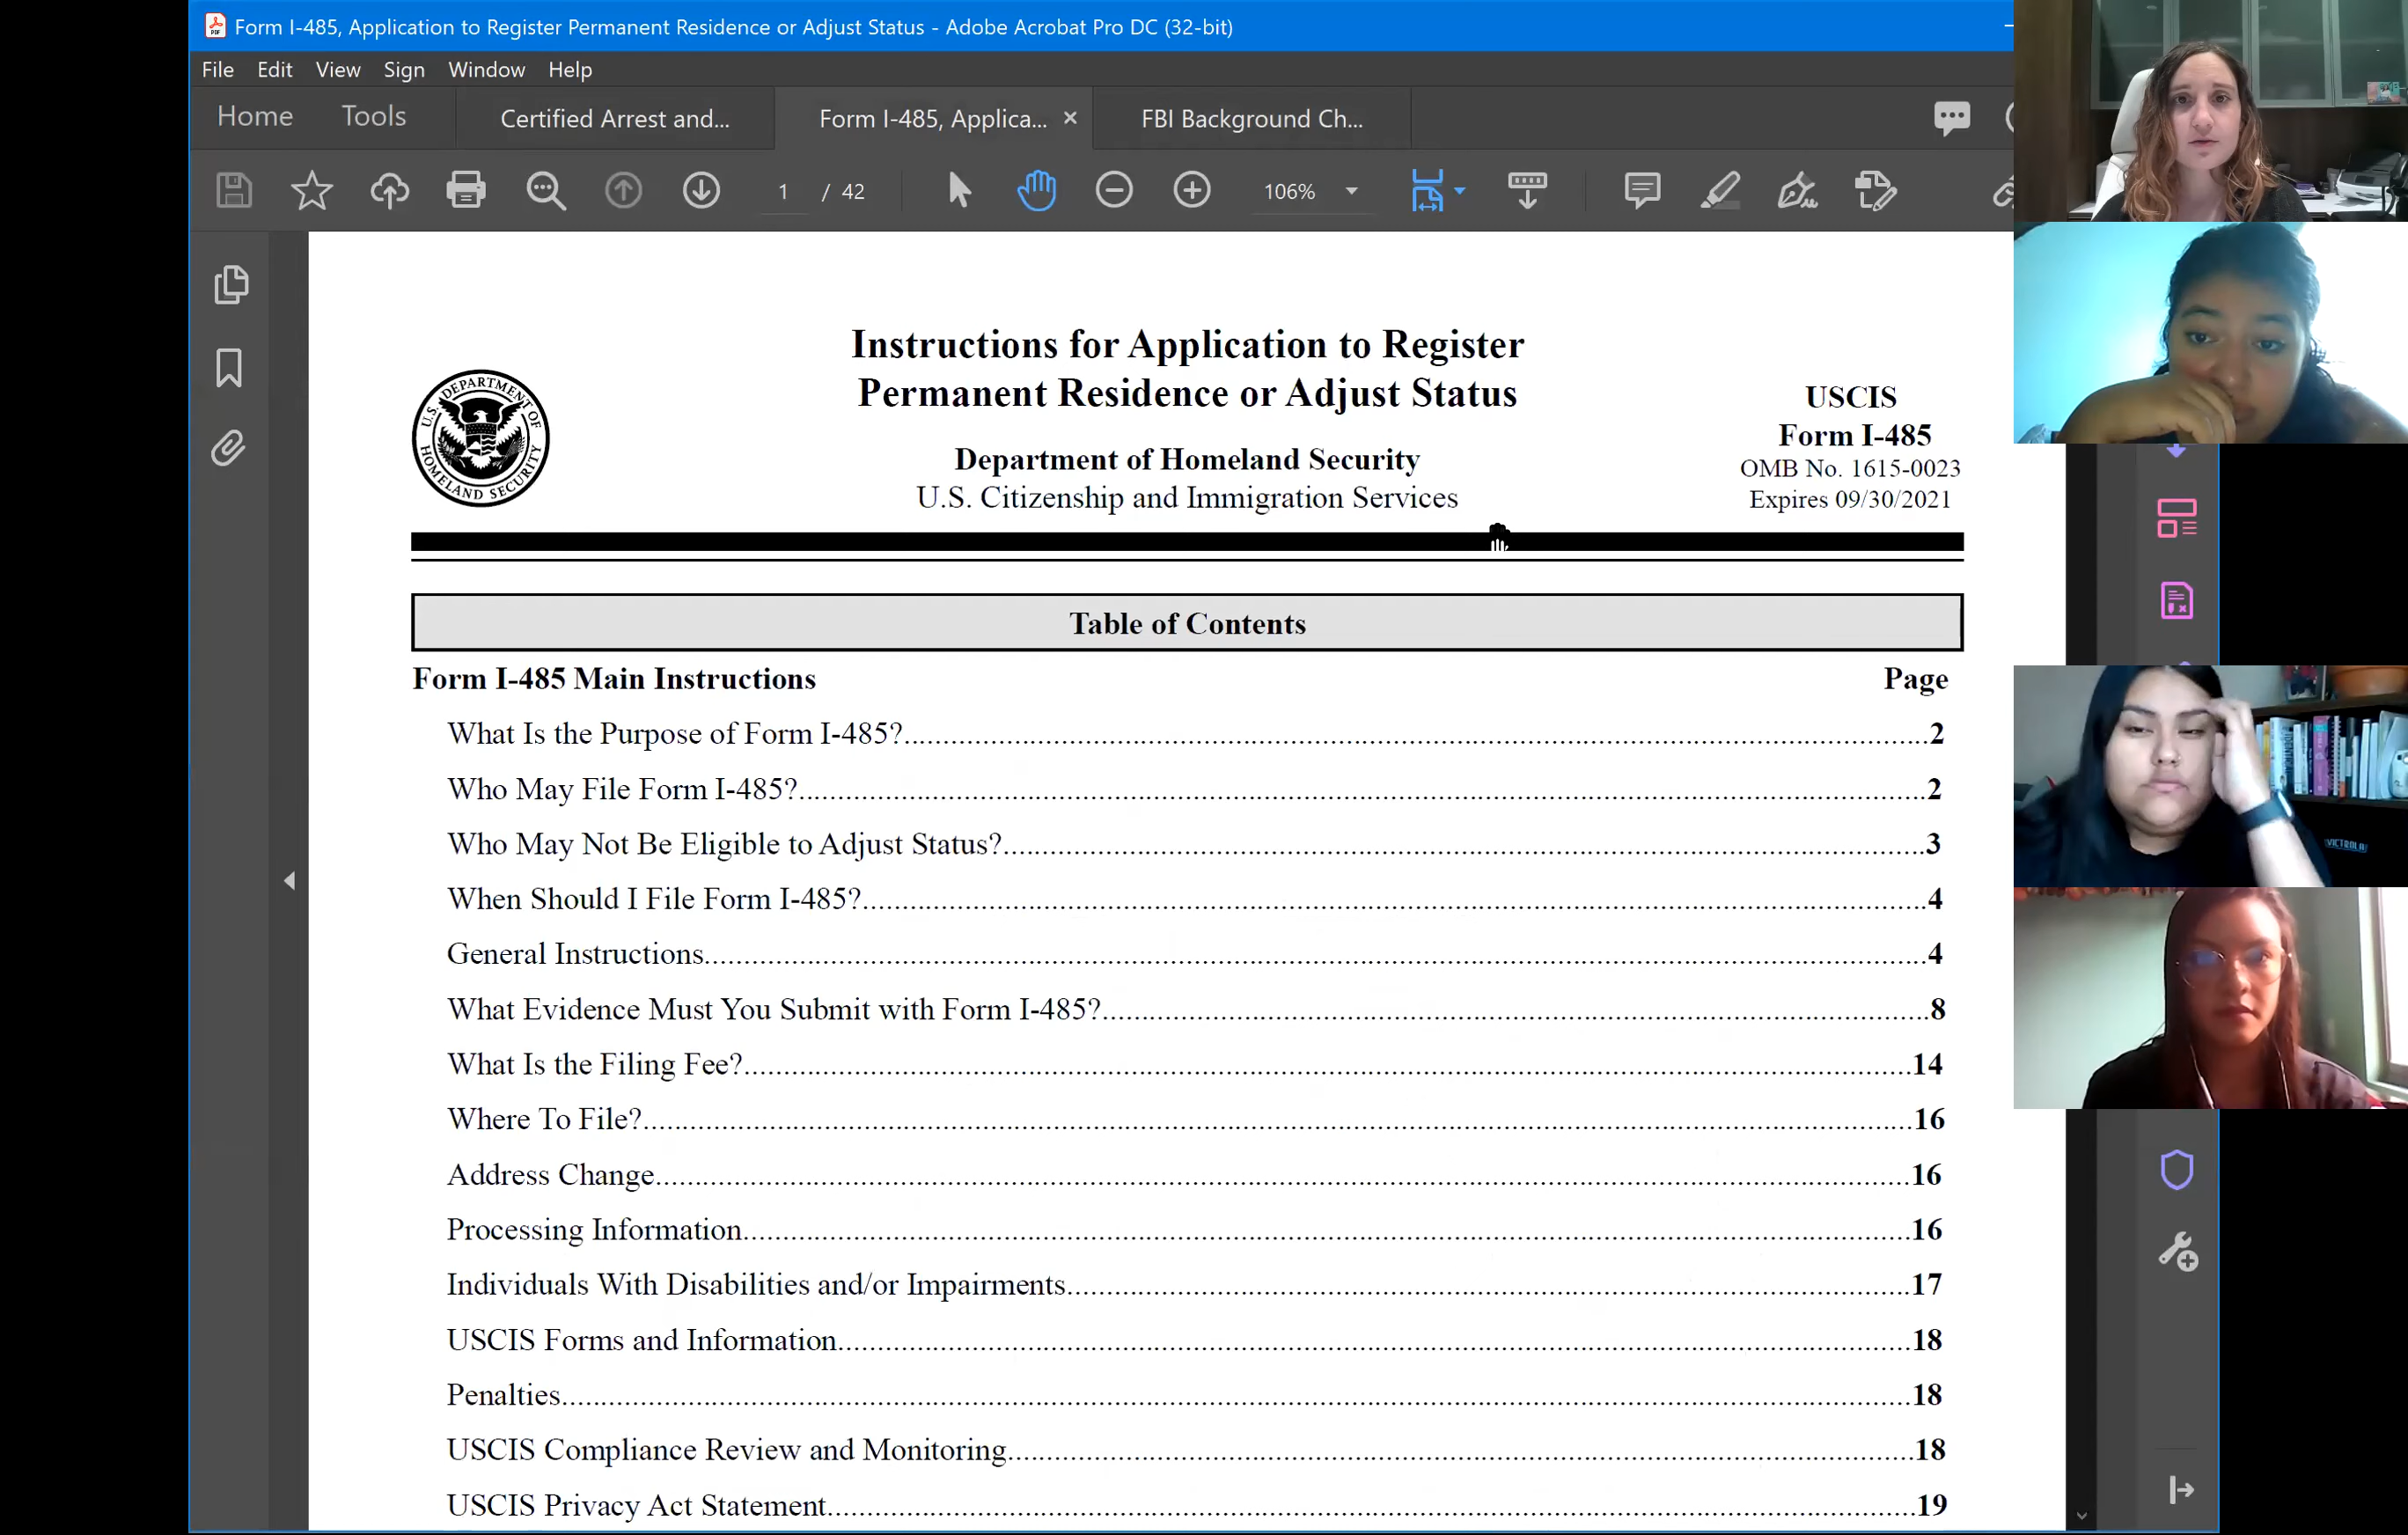 Form I-485, Application to Register Permanent Residence or Adjust Status - Adobe Acrobat Pro DC (32-bit)
File Edit View Sign Window Help
Home Tools Certified Arrest and... Form I-485, Applica... × FBI Background Ch...
1 / 42 106%
Instructions for Application to Register
Permanent Residence or Adjust Status
Department of Homeland Security
U.S. Citizenship and Immigration Services
U.S. DEPARTMENT OF HOMELAND SECURITY
USCIS
Form I-485
OMB No. 1615-0023
Expires 09/30/2021
Table of Contents
Form I-485 Main Instructions Page
What Is the Purpose of Form I-485? 2
Who May File Form I-485? 2
Who May Not Be Eligible to Adjust Status? 3
When Should I File Form I-485? 4
General Instructions 4
What Evidence Must You Submit with Form I-485? 8
What Is the Filing Fee? 14
Where To File? 16
Address Change 16
Processing Information 16
Individuals With Disabilities and/or Impairments 17
USCIS Forms and Information 18
Penalties 18
USCIS Compliance Review and Monitoring 18
USCIS Privacy Act Statement 19
VICTROLA